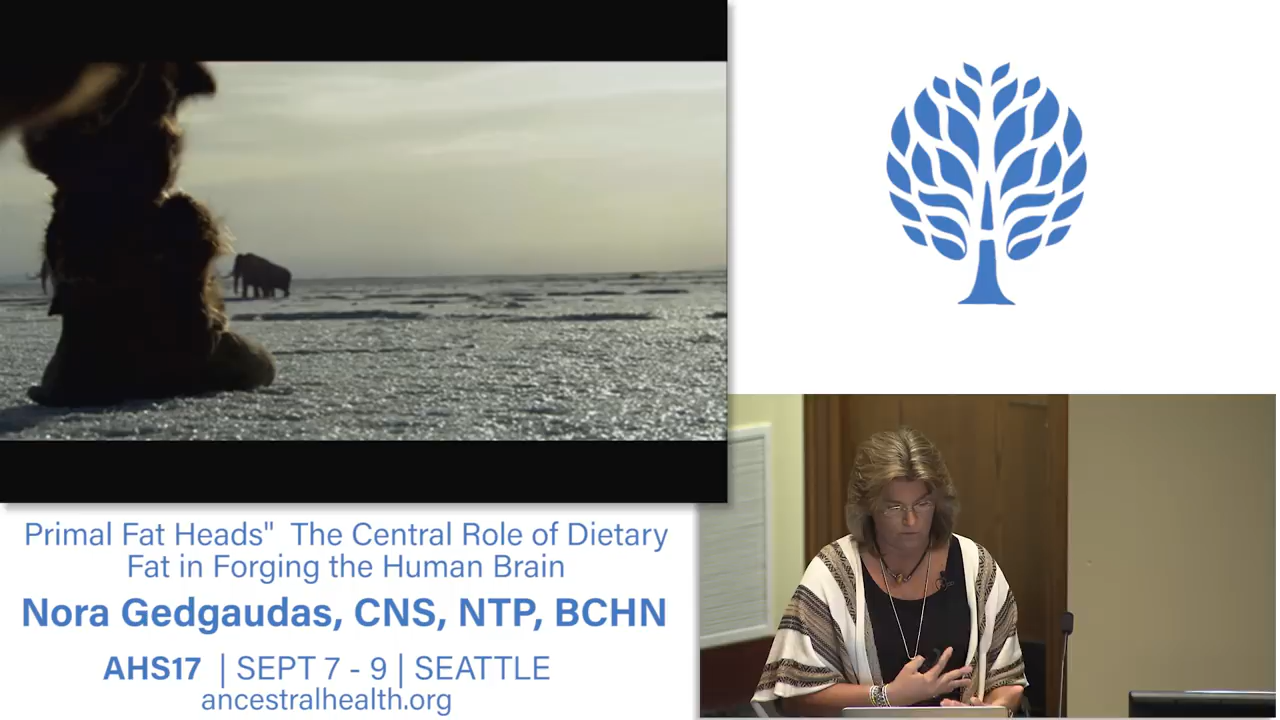 Primal Fat Heads" The Central Role of Dietary
Fat in Forging the Human Brain
Nora Gedgaudas, CNS, NTP, BCHN
AHS17 | SEPT 7 - 9 | SEATTLE
ancestralhealth.org